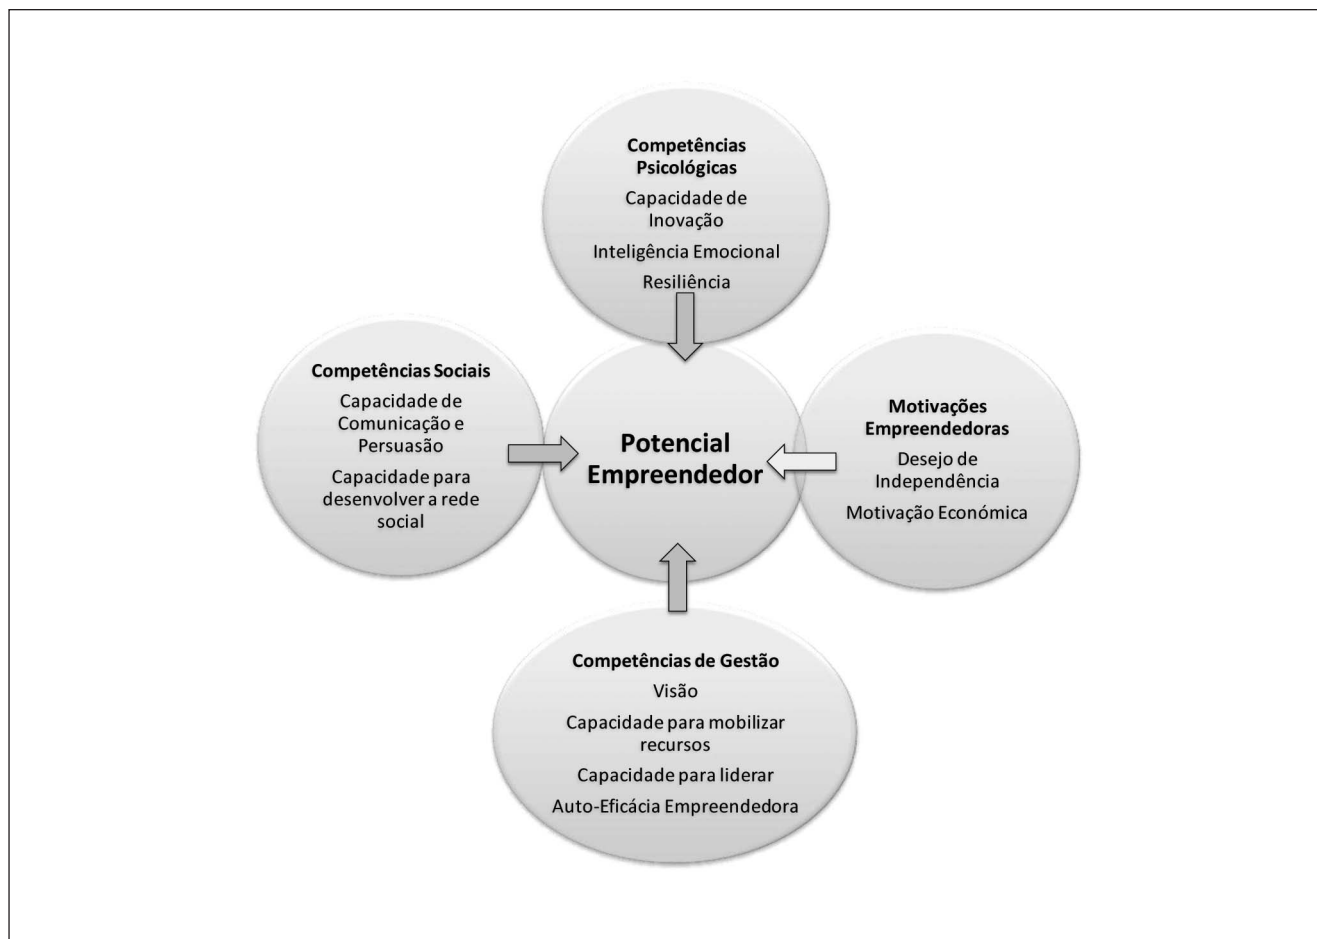 Competências
Psicológicas
Capacidade de
Inovação
Inteligência Emocional
Resiliência
Competências Sociais
Capacidade de
Comunicação e
Persuasão
Capacidade para
desenvolver a rede
social
Potencial
Empreendedor
Motivações
Empreendedoras
Desejo de
Independência
Motivação Económica
Competências de Gestão
Visão
Capacidade para mobilizar
recursos
Capacidade para liderar
Auto-Eficácia Empreendedora